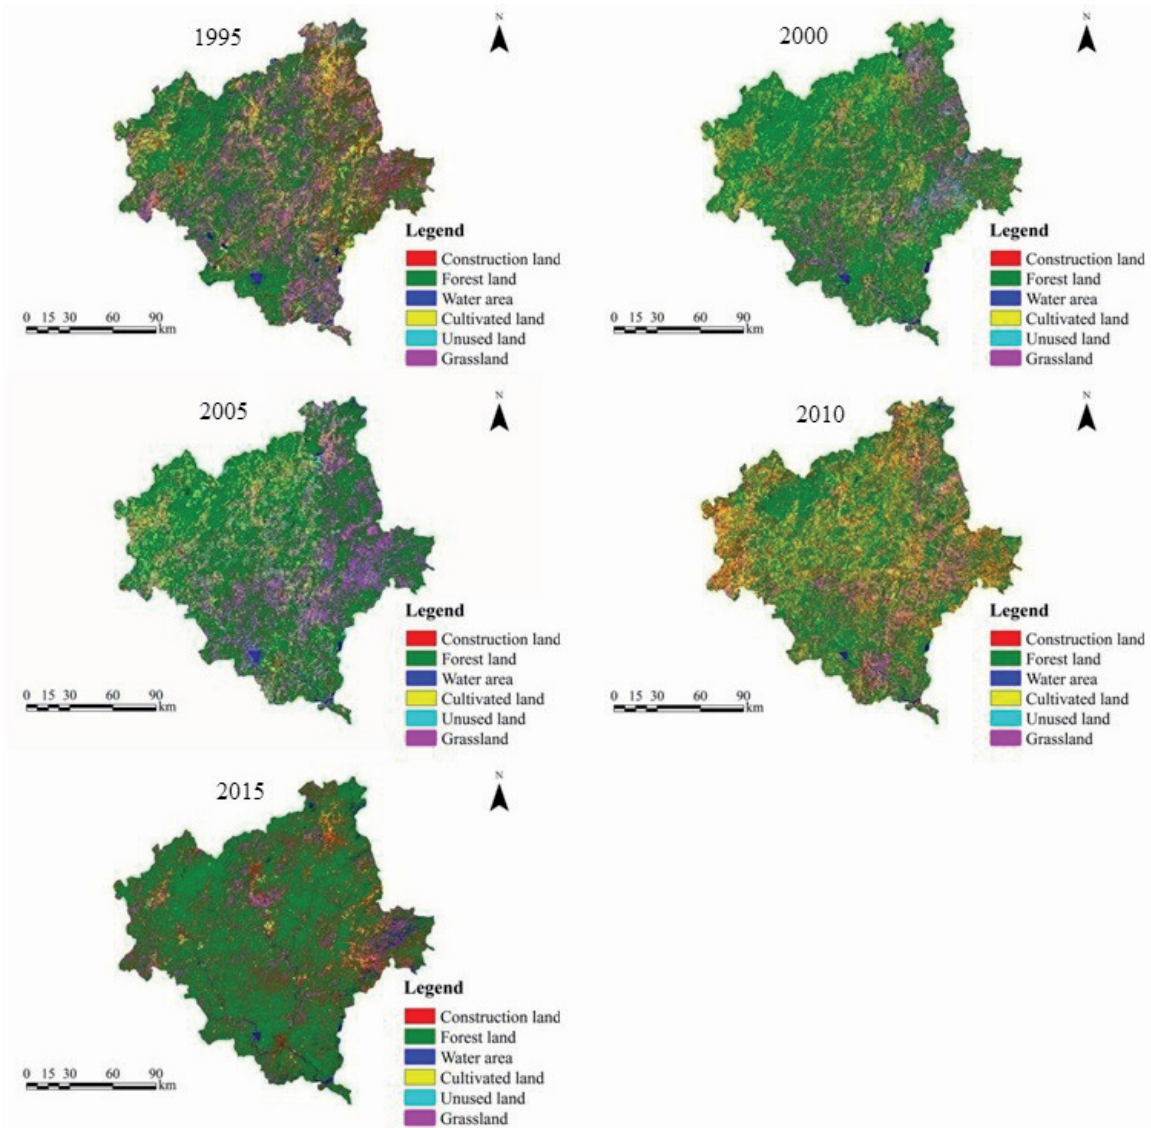 1995
N
Legend
Construction land
Forest land
Water area
Cultivated land
Unused land
Grassland
0 15 30 60 90
km
2000
N
Legend
Construction land
Forest land
Water area
Cultivated land
Unused land
Grassland
0 15 30 60 90
km
2005
N
Legend
Construction land
Forest land
Water area
Cultivated land
Unused land
Grassland
0 15 30 60 90
km
2010
N
Legend
Construction land
Forest land
Water area
Cultivated land
Unused land
Grassland
0 15 30 60 90
km
2015
N
Legend
Construction land
Forest land
Water area
Cultivated land
Unused land
Grassland
0 15 30 60 90
km